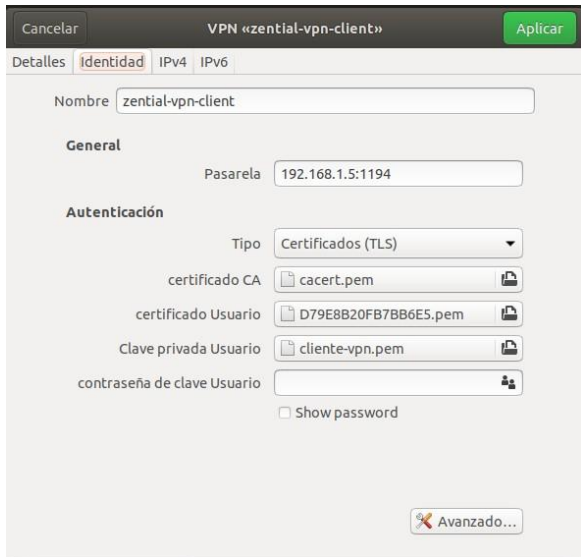 Cancelar VPN «zential-vpn-client» Aplicar
Detalles Identidad IPv4 IPv6
Nombre zential-vpn-client
General
Pasarela 192.168.1.5:1194
Autenticación
Tipo Certificados (TLS)
certificado CA cacert.pem
certificado Usuario D79E8B20FB7BB6E5.pem
Clave privada Usuario cliente-vpn.pem
contraseña de clave Usuario
Show password
Avanzado...